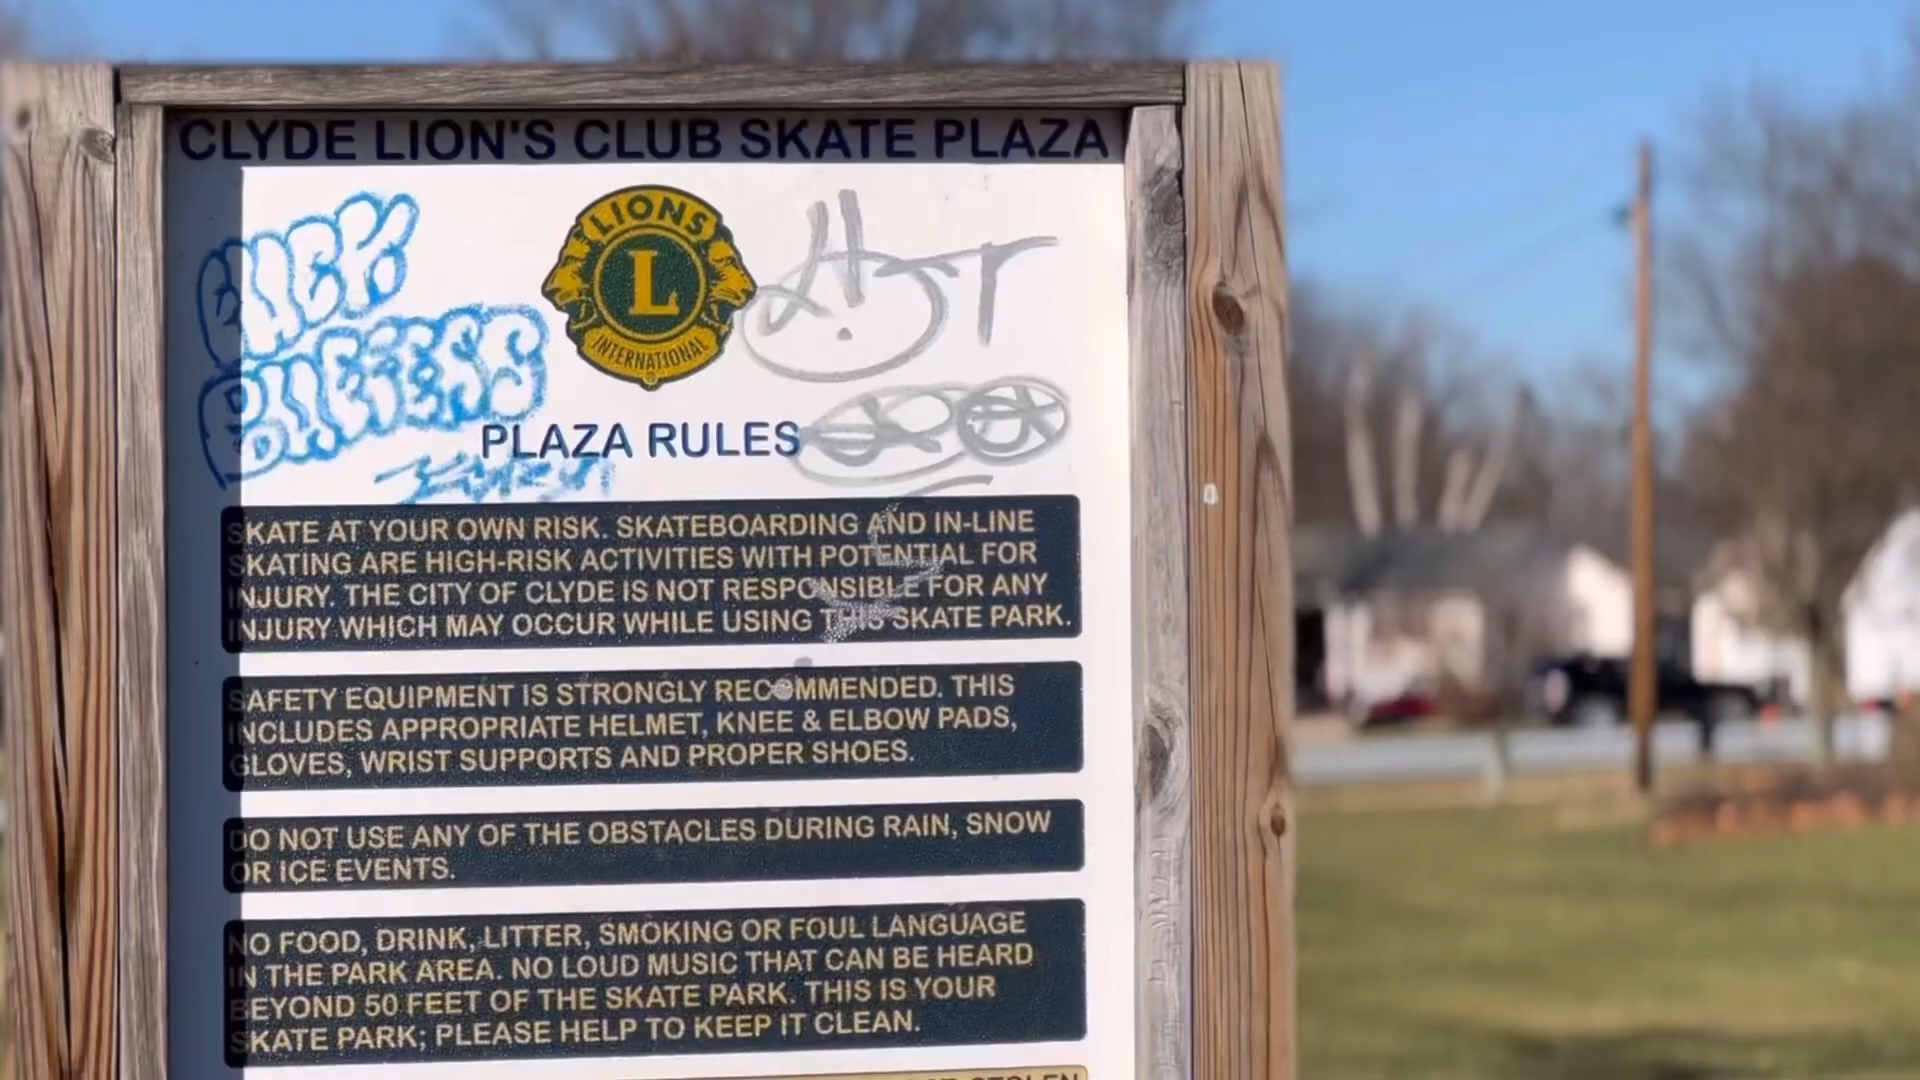 CLYDE LION'S CLUB SKATE PLAZA
LIONS
L
INTERNATIONAL
PLAZA RULES
SKATE AT YOUR OWN RISK. SKATEBOARDING AND IN-LINE
SKATING ARE HIGH-RISK ACTIVITIES WITH POTENTIAL FOR
INJURY. THE CITY OF CLYDE IS NOT RESPONSIBLE FOR ANY
INJURY WHICH MAY OCCUR WHILE USING THIS SKATE PARK.
SAFETY EQUIPMENT IS STRONGLY RECOMMENDED. THIS
INCLUDES APPROPRIATE HELMET, KNEE & ELBOW PADS,
GLOVES, WRIST SUPPORTS AND PROPER SHOES.
DO NOT USE ANY OF THE OBSTACLES DURING RAIN, SNOW
OR ICE EVENTS.
NO FOOD, DRINK, LITTER, SMOKING OR FOUL LANGUAGE
IN THE PARK AREA. NO LOUD MUSIC THAT CAN BE HEARD
BEYOND 50 FEET OF THE SKATE PARK. THIS IS YOUR
SKATE PARK; PLEASE HELP TO KEEP IT CLEAN.
STOLEN